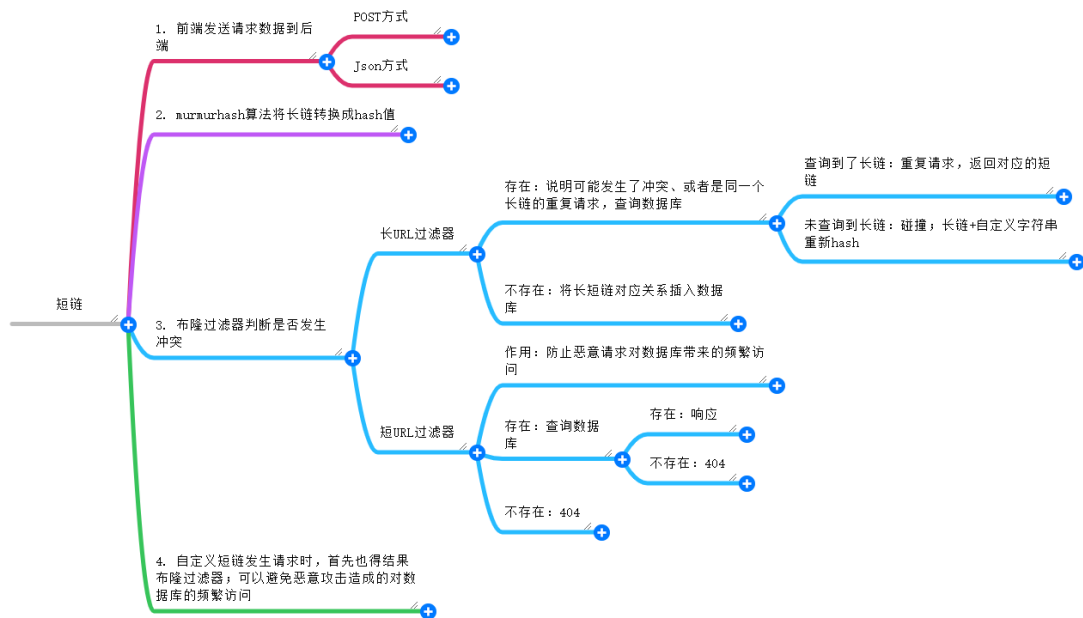 短链
1. 前端发送请求数据到后
端
POST方式
Json方式
2. murmurhash算法将长链转换成hash值
3. 布隆过滤器判断是否发生
冲突
长URL过滤器
存在：说明可能发生了冲突、或者是同一个
长链的重复请求，查询数据库
查询到了长链：重复请求，返回对应的短
链
未查询到长链：碰撞；长链+自定义字符串
重新hash
不存在：将长短链对应关系插入数据
库
短URL过滤器
作用：防止恶意请求对数据库带来的频繁访
问
存在：查询数据
库
存在：响应
不存在：404
不存在：404
4. 自定义短链发生请求时，首先也得结果
布隆过滤器；可以避免恶意攻击造成的对数
据库的频繁访问